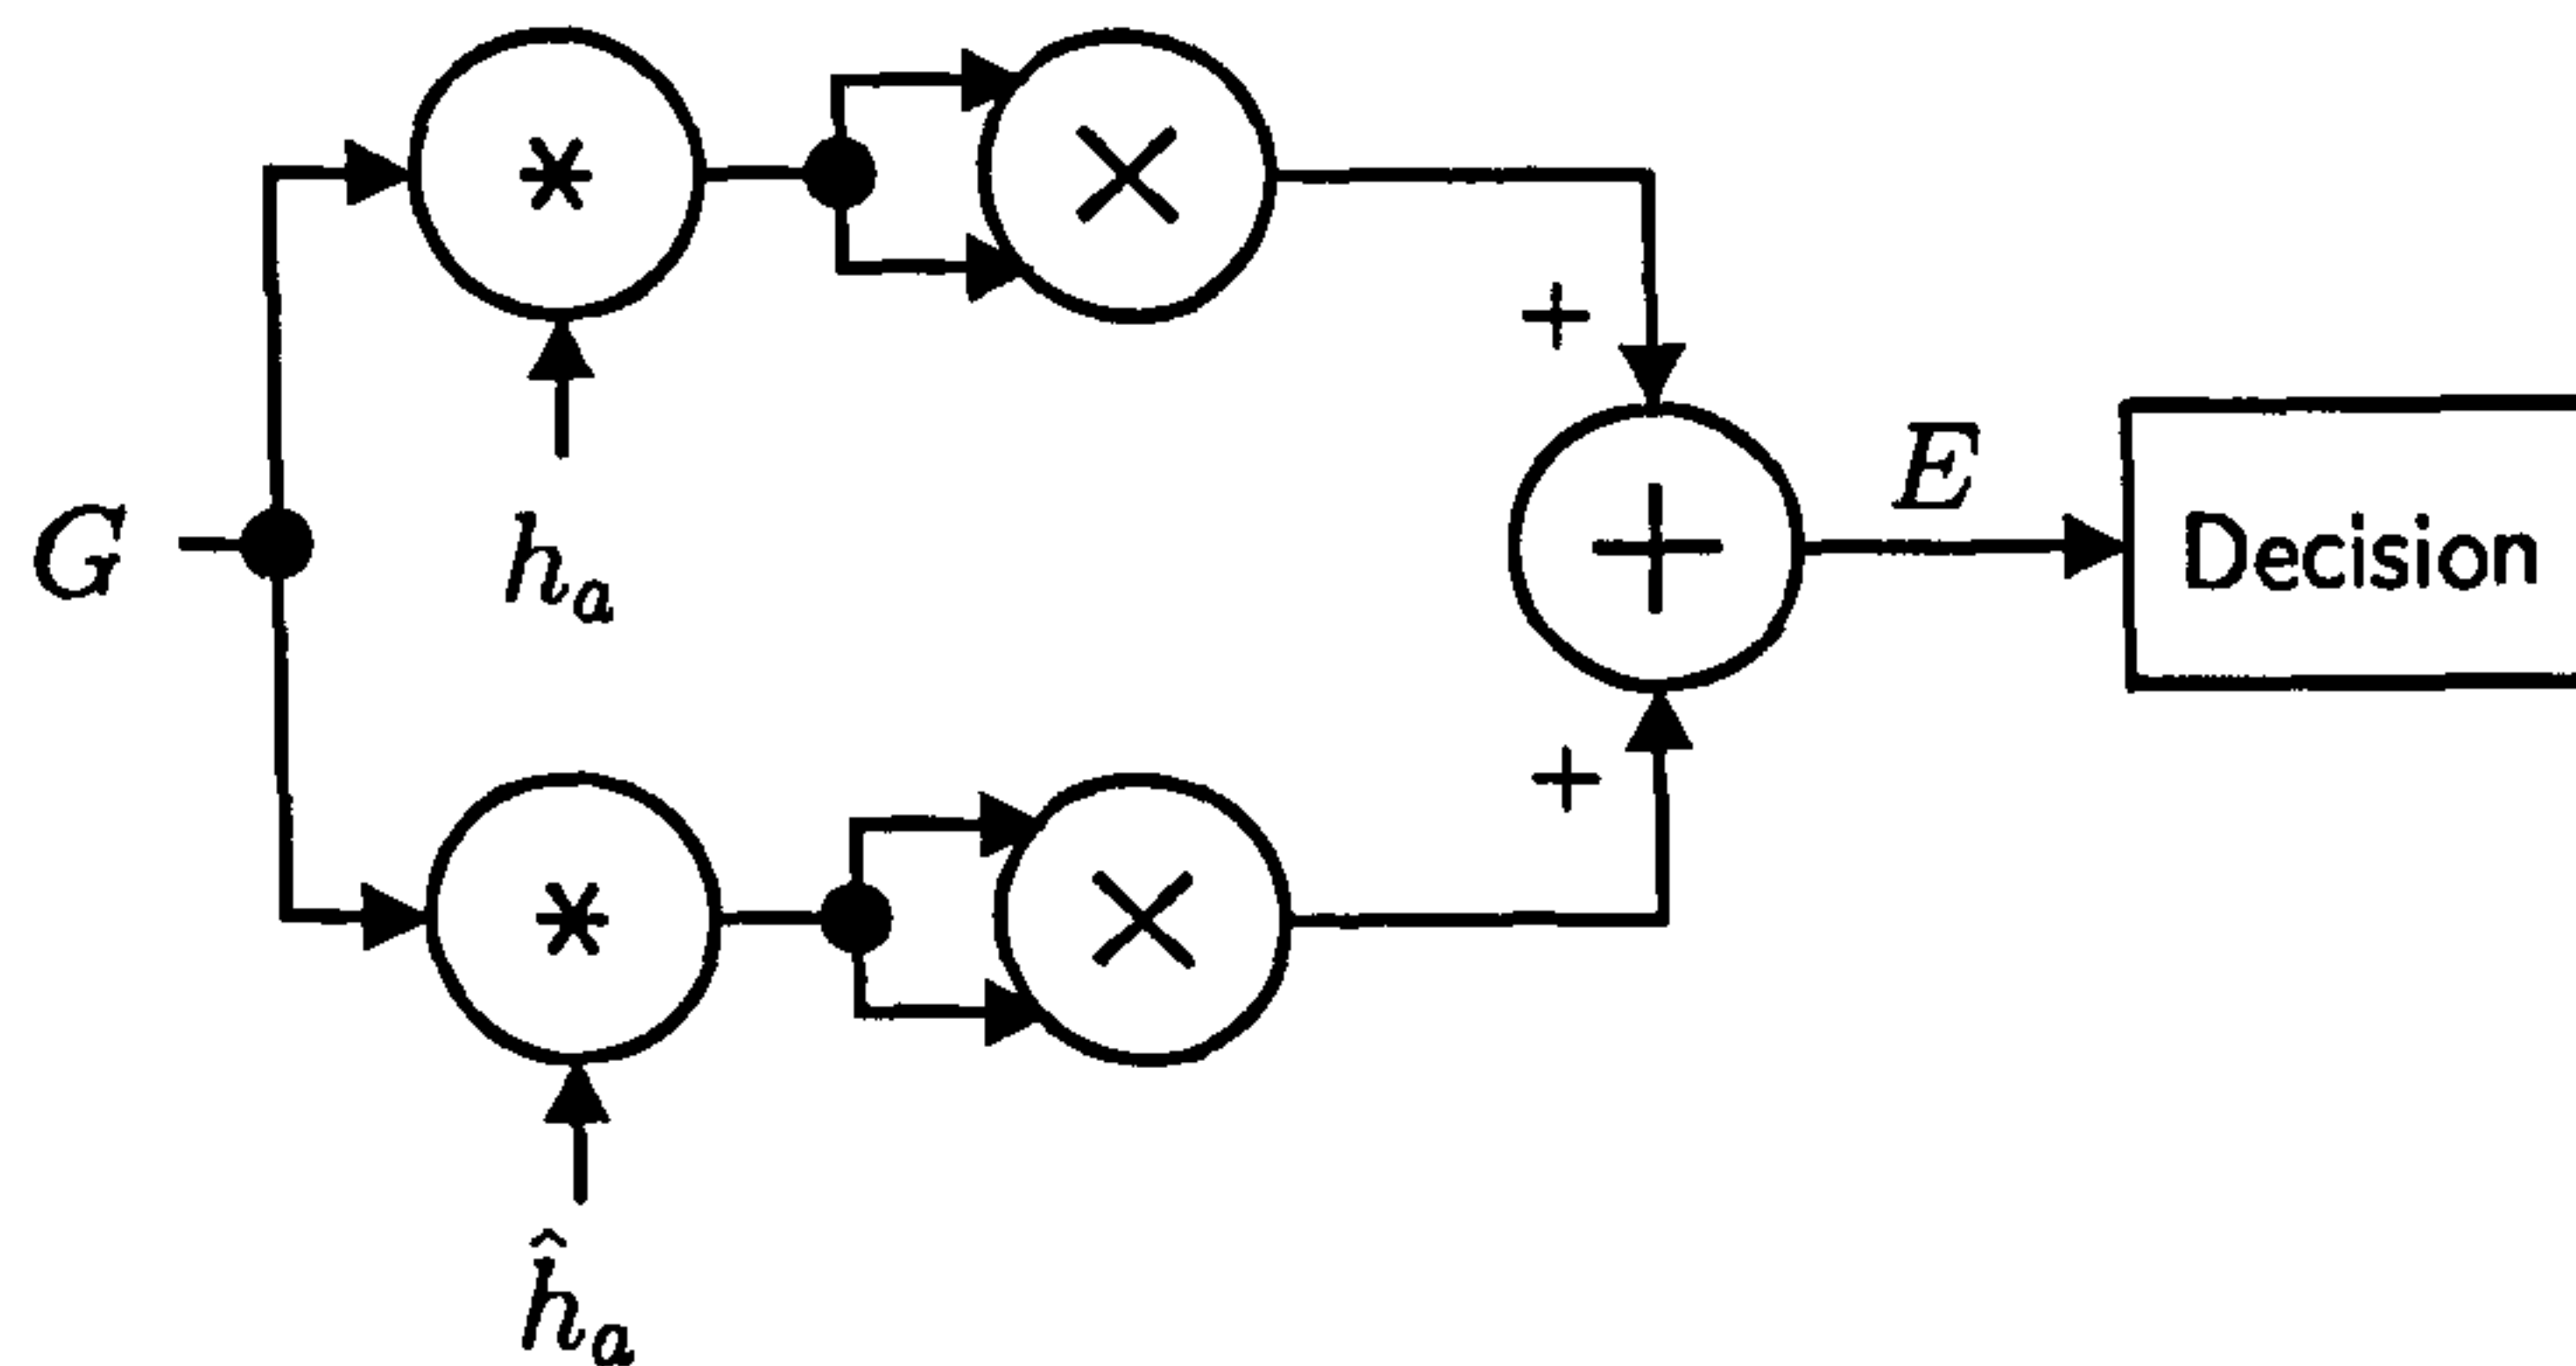 *
×
+
G
h_a
+
E
Decision
+
*
×
ĥ_a